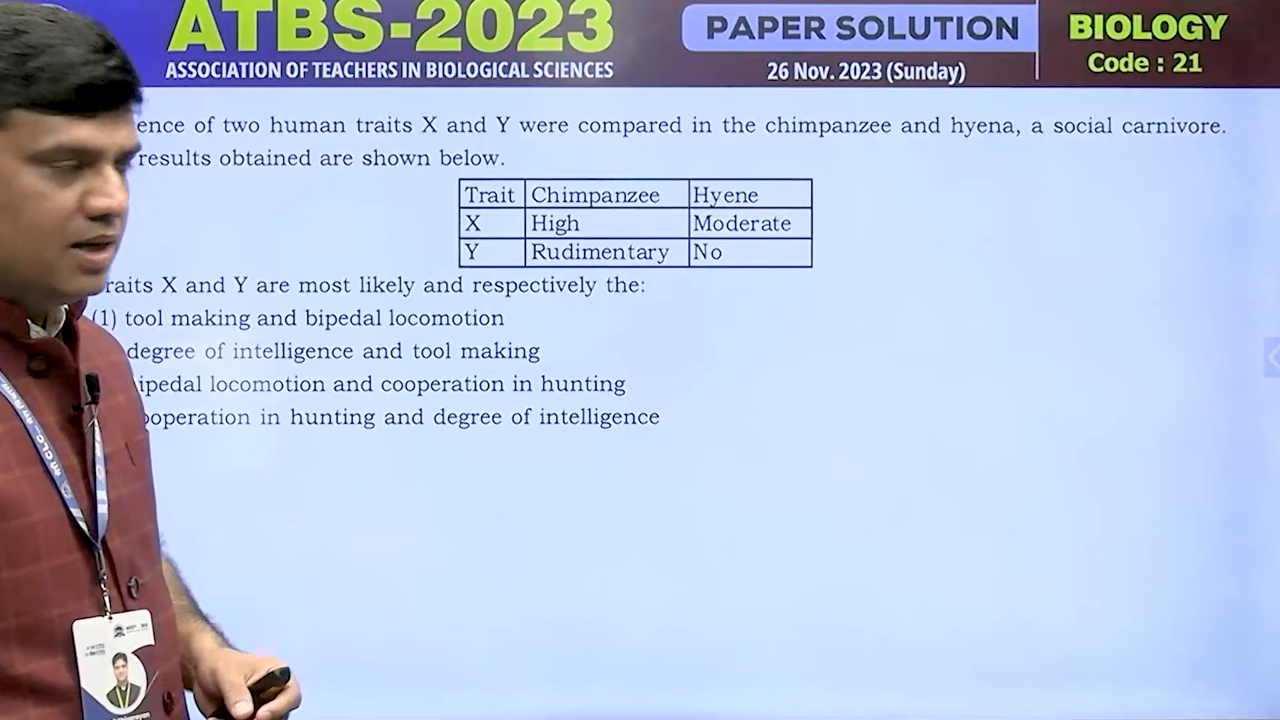 ATBS-2023
ASSOCIATION OF TEACHERS IN BIOLOGICAL SCIENCES
PAPER SOLUTION
26 Nov. 2023 (Sunday)
BIOLOGY
Code : 21
ence of two human traits X and Y were compared in the chimpanzee and hyena, a social carnivore.
results obtained are shown below.
Trait Chimpanzee Hyene
X High Moderate
Y Rudimentary No
raits X and Y are most likely and respectively the:
(1) tool making and bipedal locomotion
degree of intelligence and tool making
ipedal locomotion and cooperation in hunting
ooperation in hunting and degree of intelligence
CLC